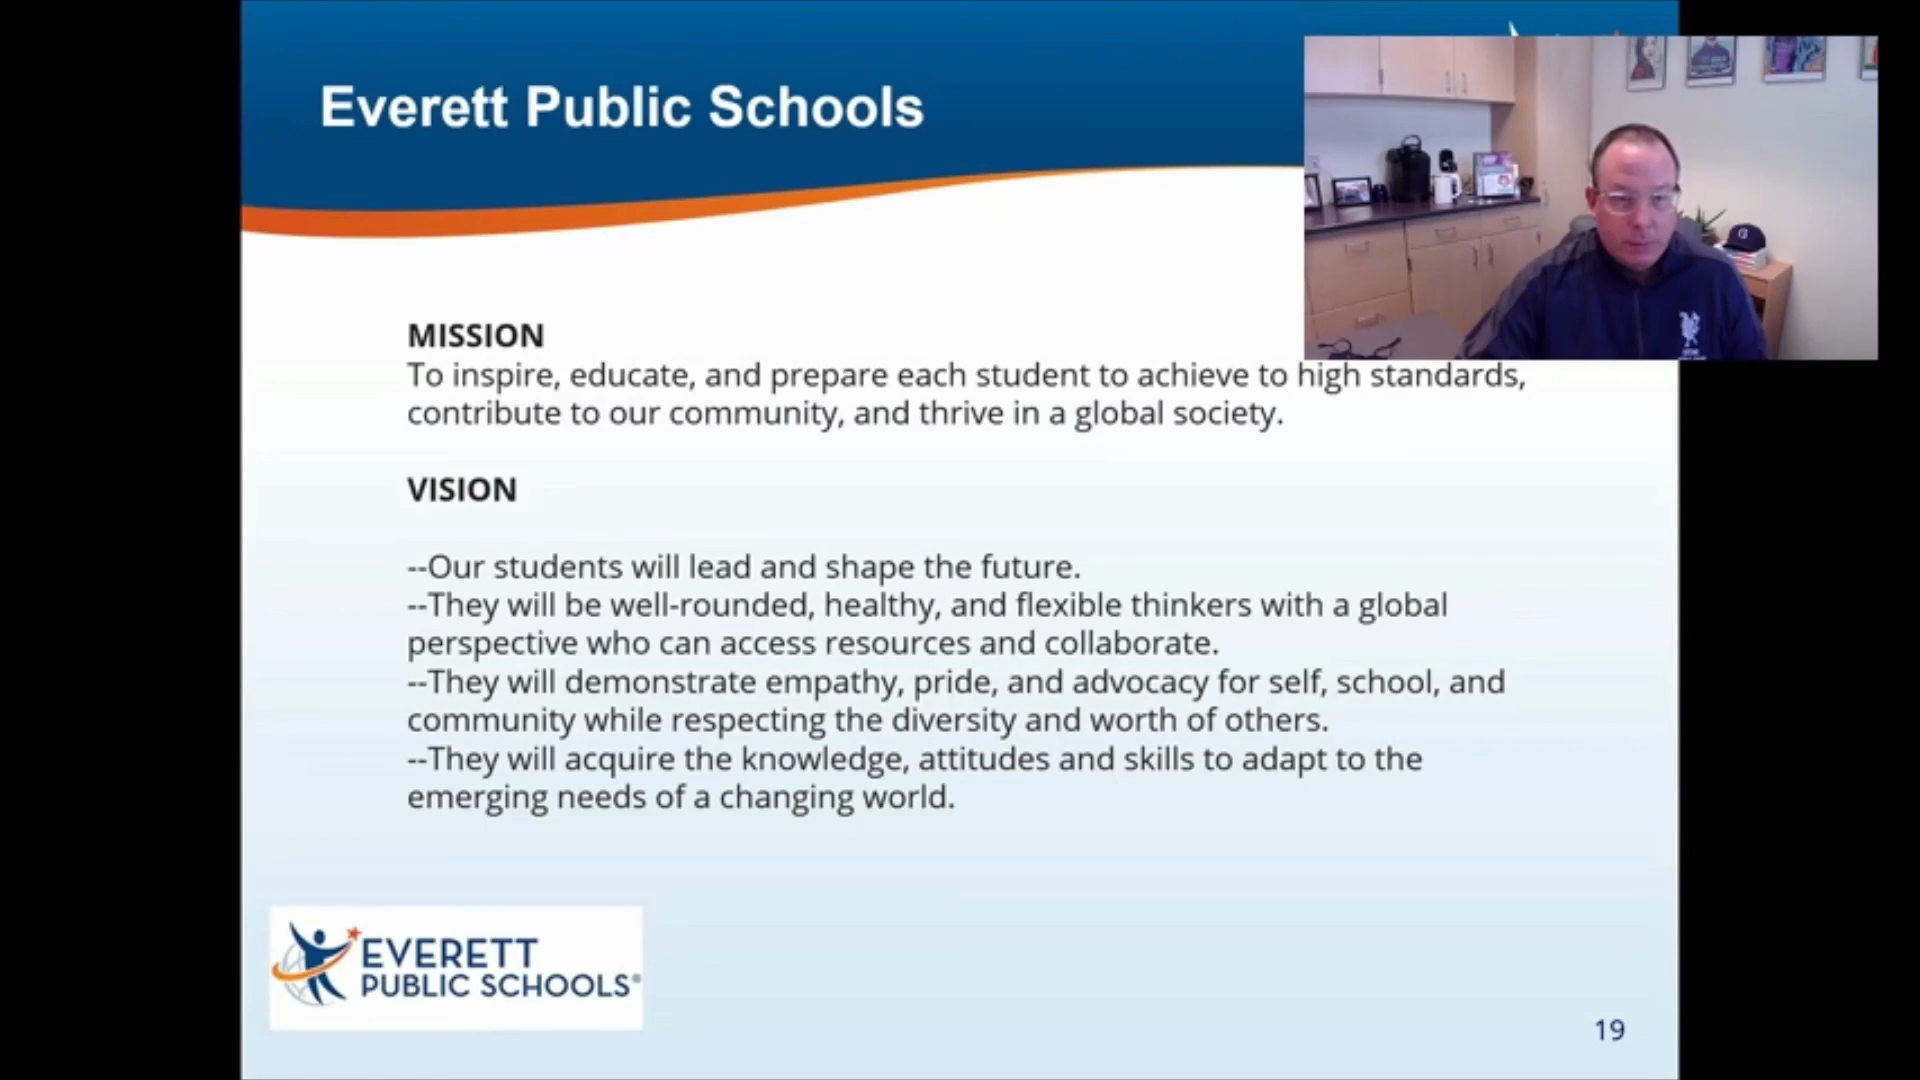 Everett Public Schools
MISSION
To inspire, educate, and prepare each student to achieve to high standards,
contribute to our community, and thrive in a global society.
VISION
--Our students will lead and shape the future.
--They will be well-rounded, healthy, and flexible thinkers with a global
perspective who can access resources and collaborate.
--They will demonstrate empathy, pride, and advocacy for self, school, and
community while respecting the diversity and worth of others.
--They will acquire the knowledge, attitudes and skills to adapt to the
emerging needs of a changing world.
EVERETT
PUBLIC SCHOOLS®
19